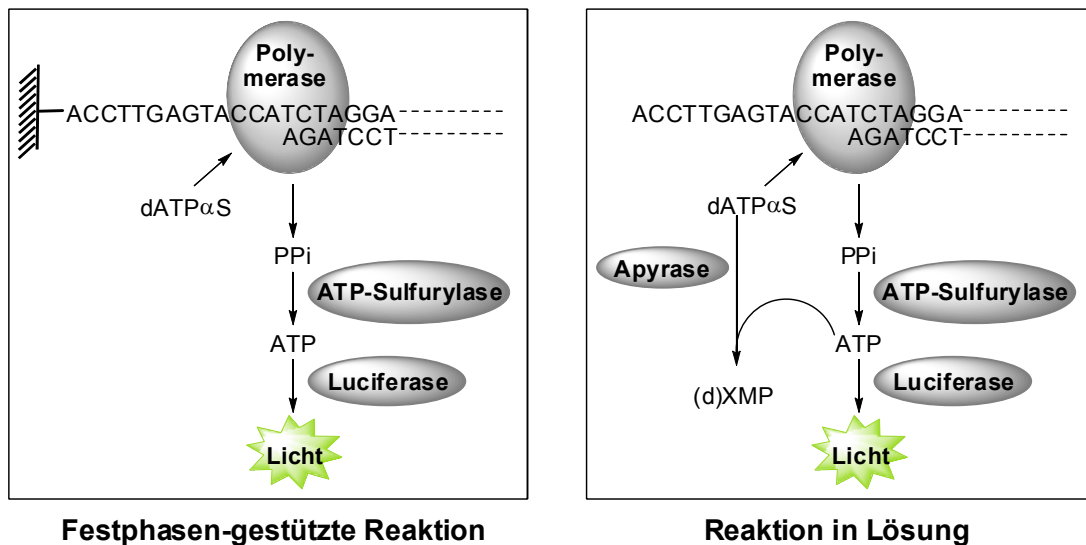 Poly-
merase
ACCTTGAGTACCATCTAGGA
AGATCCT
dATPαS
PPi
ATP-Sulfurylase
ATP
Luciferase
Licht
Festphasen-gestützte Reaktion
Poly-
merase
ACCTTGAGTACCATCTAGGA
AGATCCT
dATPαS
Apyrase
PPi
ATP-Sulfurylase
ATP
(d)XMP
Luciferase
Licht
Reaktion in Lösung